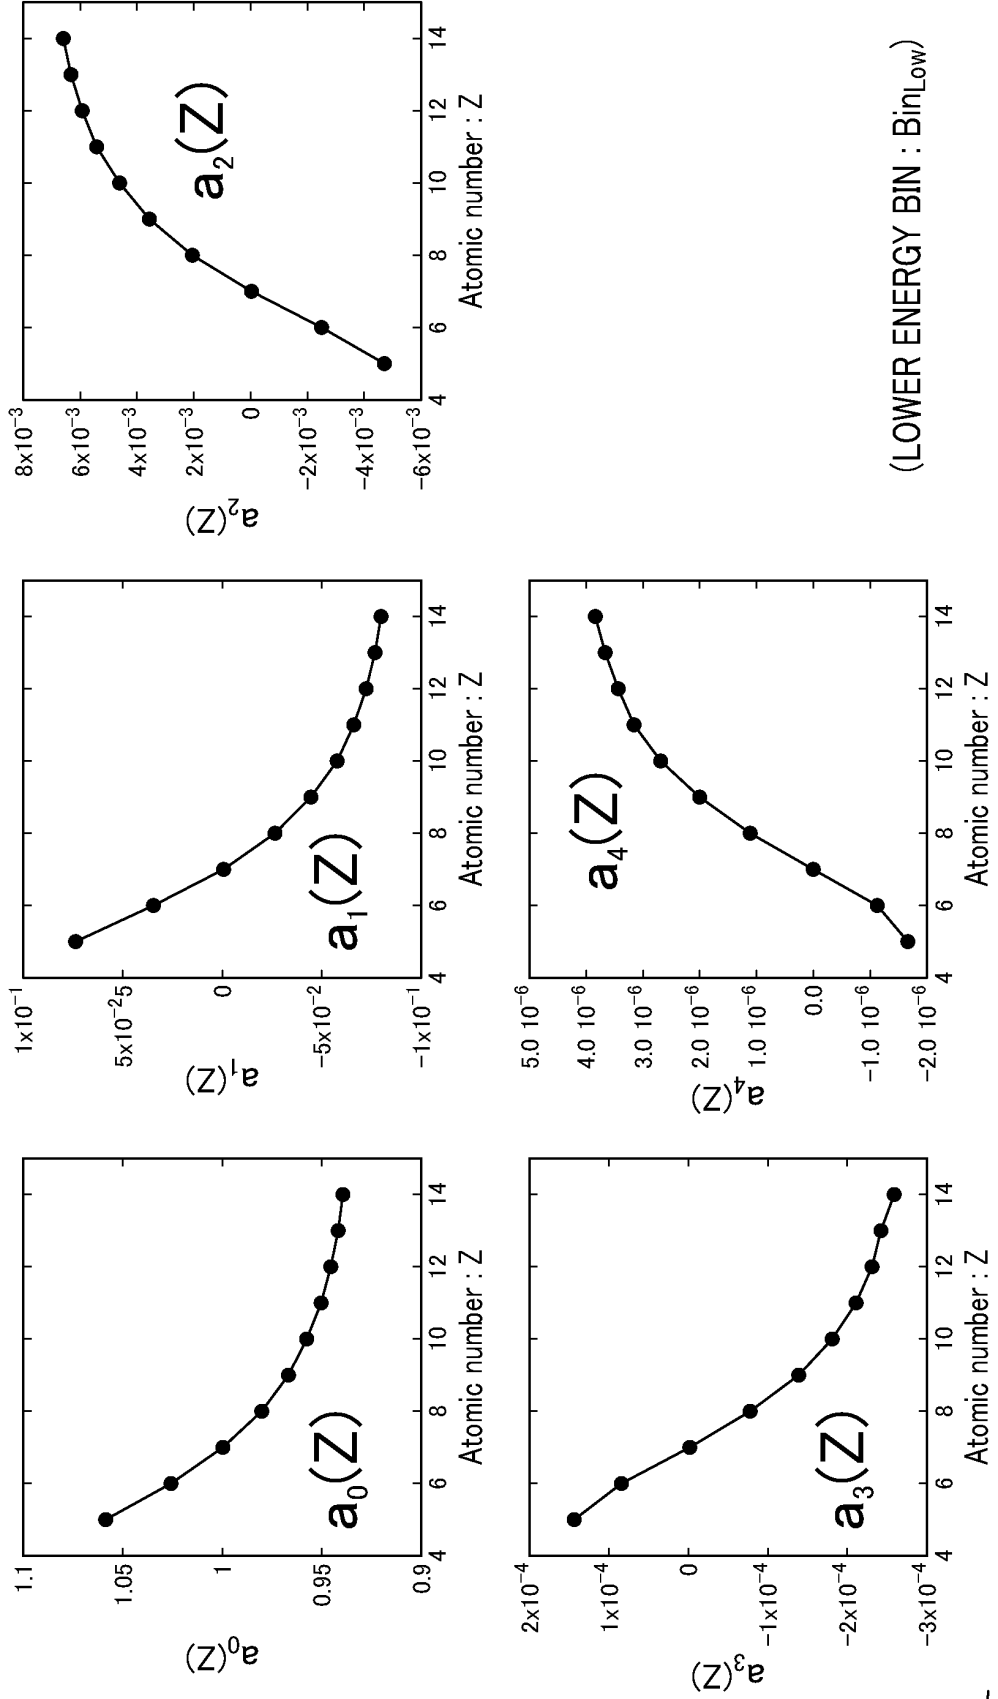 1.1
1.05
1
0.95
0.9
a0(Z)
4 6 8 10 12 14
Atomic number : Z
a0(Z)
1x10−1
5x10−25
0
−5x10−2
−1x10−1
a1(Z)
4 6 8 10 12 14
Atomic number : Z
a1(Z)
8x10−3
6x10−3
4x10−3
2x10−3
0
−2x10−3
−4x10−3
−6x10−3
a2(Z)
4 6 8 10 12 14
Atomic number : Z
a2(Z)
2x10−4
1x10−4
0
−1x10−4
−2x10−4
−3x10−4
a3(Z)
4 6 8 10 12 14
Atomic number : Z
a3(Z)
5.0 10−6
4.0 10−6
3.0 10−6
2.0 10−6
1.0 10−6
0.0
−1.0 10−6
−2.0 10−6
a4(Z)
4 6 8 10 12 14
Atomic number : Z
a4(Z)
(LOWER ENERGY BIN : BinLow)